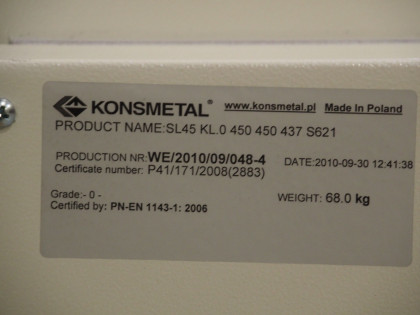 KONSMETAL® www.konsmetal.pl Made In Poland
PRODUCT NAME:SL45 KL.0 450 450 437 S621
PRODUCTION NR:WE/2010/09/048-4 DATE:2010-09-30 12:41:38
Certificate number: P41/171/2008(2883)
Grade:- 0 - WEIGHT: 68.0 kg
Certified by: PN-EN 1143-1: 2006